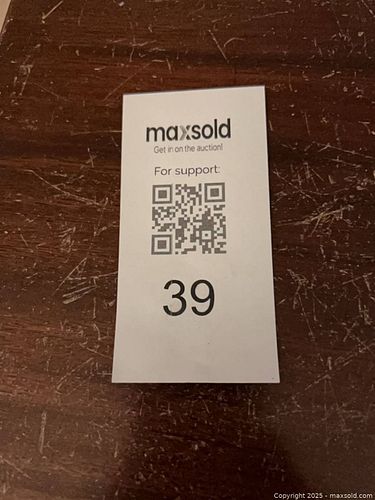 maxsold
Get in on the auction!
For support:
39
Copyright 2025 - maxsold.com